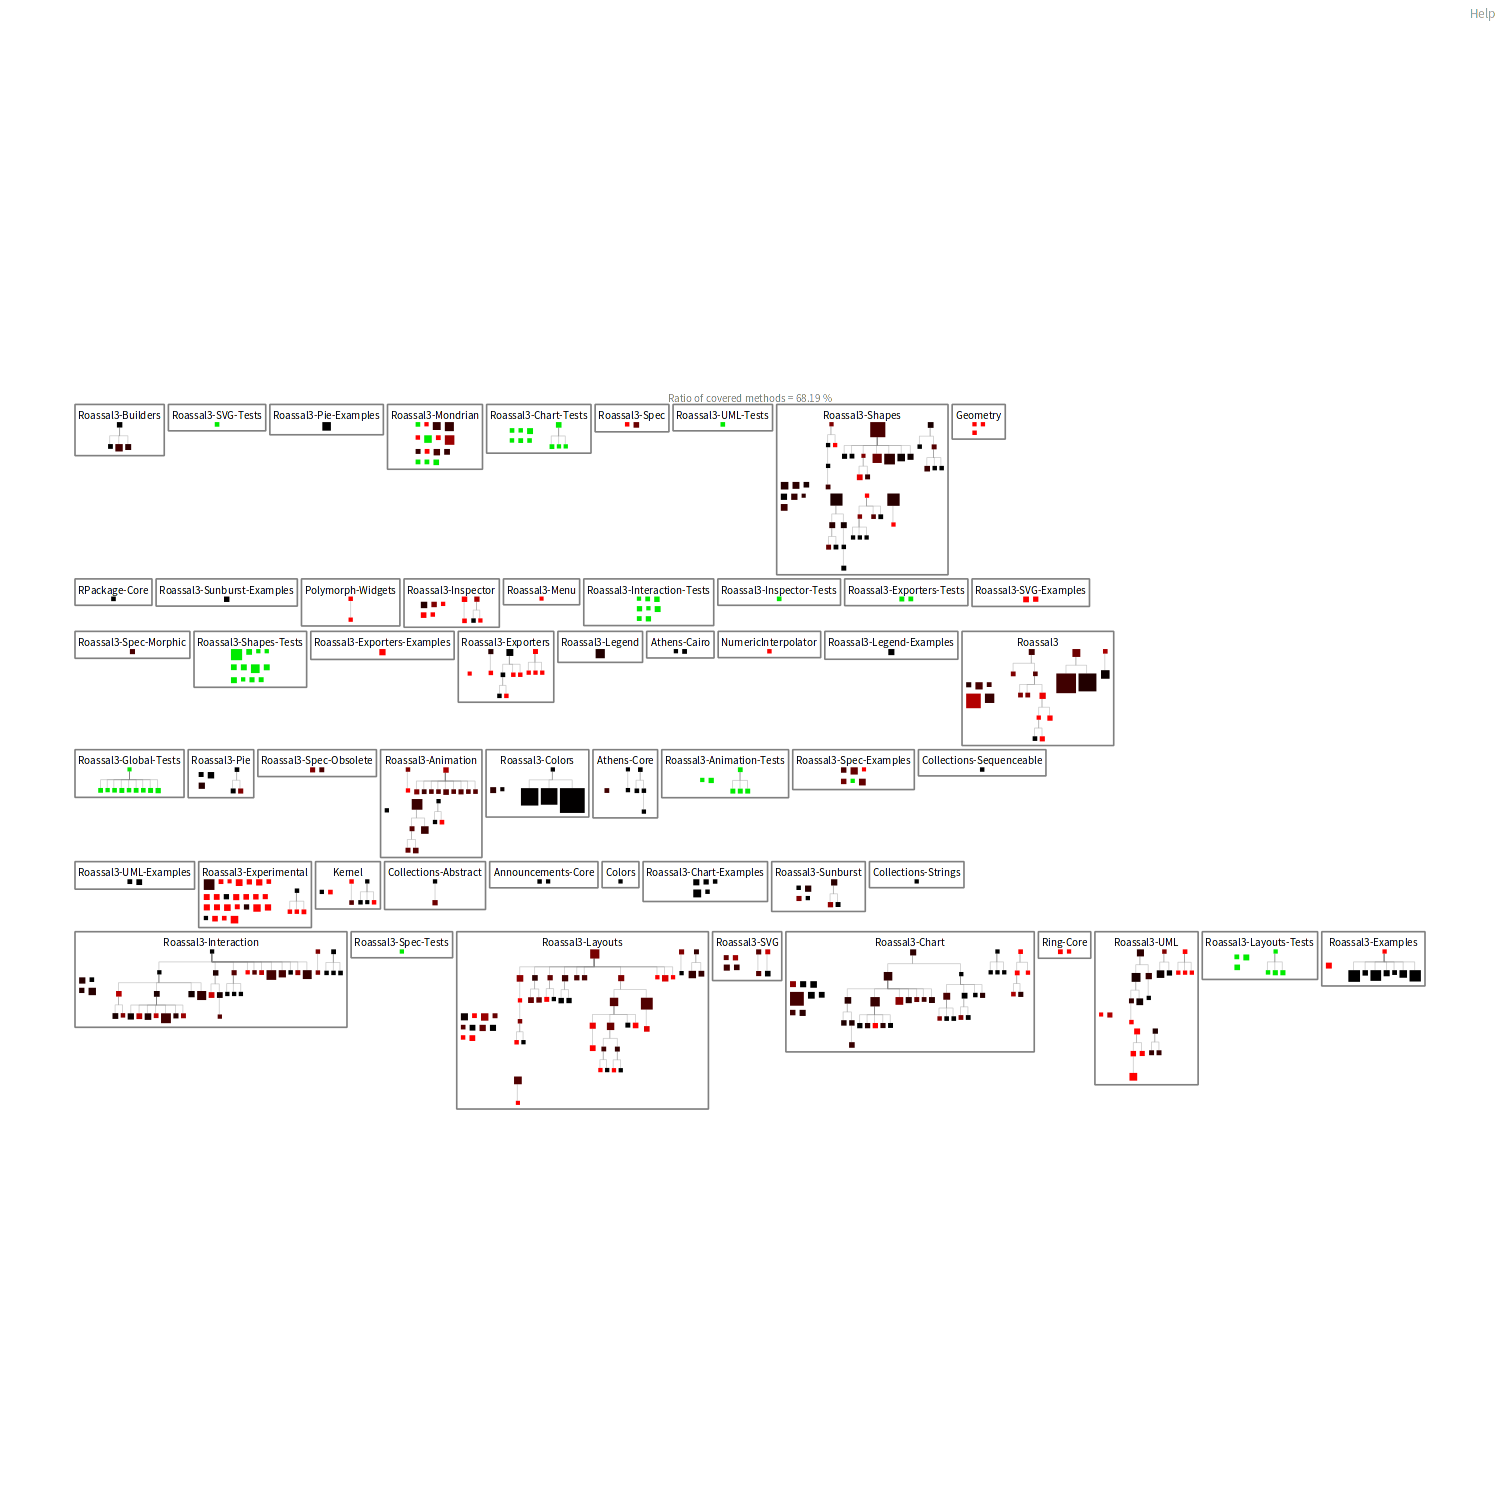 Help
Ratio of covered methods = 68.19 %
Roassal3-Builders
Roassal3-SVG-Tests
Roassal3-Pie-Examples
Roassal3-Mondrian
Roassal3-Chart-Tests
Roassal3-Spec
Roassal3-UML-Tests
Roassal3-Shapes
Geometry
RPackage-Core
Roassal3-Sunburst-Examples
Polymorph-Widgets
Roassal3-Inspector
Roassal3-Menu
Roassal3-Interaction-Tests
Roassal3-Inspector-Tests
Roassal3-Exporters-Tests
Roassal3-SVG-Examples
Roassal3-Spec-Morphic
Roassal3-Shapes-Tests
Roassal3-Exporters-Examples
Roassal3-Exporters
Roassal3-Legend
Athens-Cairo
NumericInterpolator
Roassal3-Legend-Examples
Roassal3
Roassal3-Global-Tests
Roassal3-Pie
Roassal3-Spec-Obsolete
Roassal3-Animation
Roassal3-Colors
Athens-Core
Roassal3-Animation-Tests
Roassal3-Spec-Examples
Collections-Sequenceable
Roassal3-UML-Examples
Roassal3-Experimental
Kernel
Collections-Abstract
Announcements-Core
Colors
Roassal3-Chart-Examples
Roassal3-Sunburst
Collections-Strings
Roassal3-Interaction
Roassal3-Spec-Tests
Roassal3-Layouts
Roassal3-SVG
Roassal3-Chart
Ring-Core
Roassal3-UML
Roassal3-Layouts-Tests
Roassal3-Examples